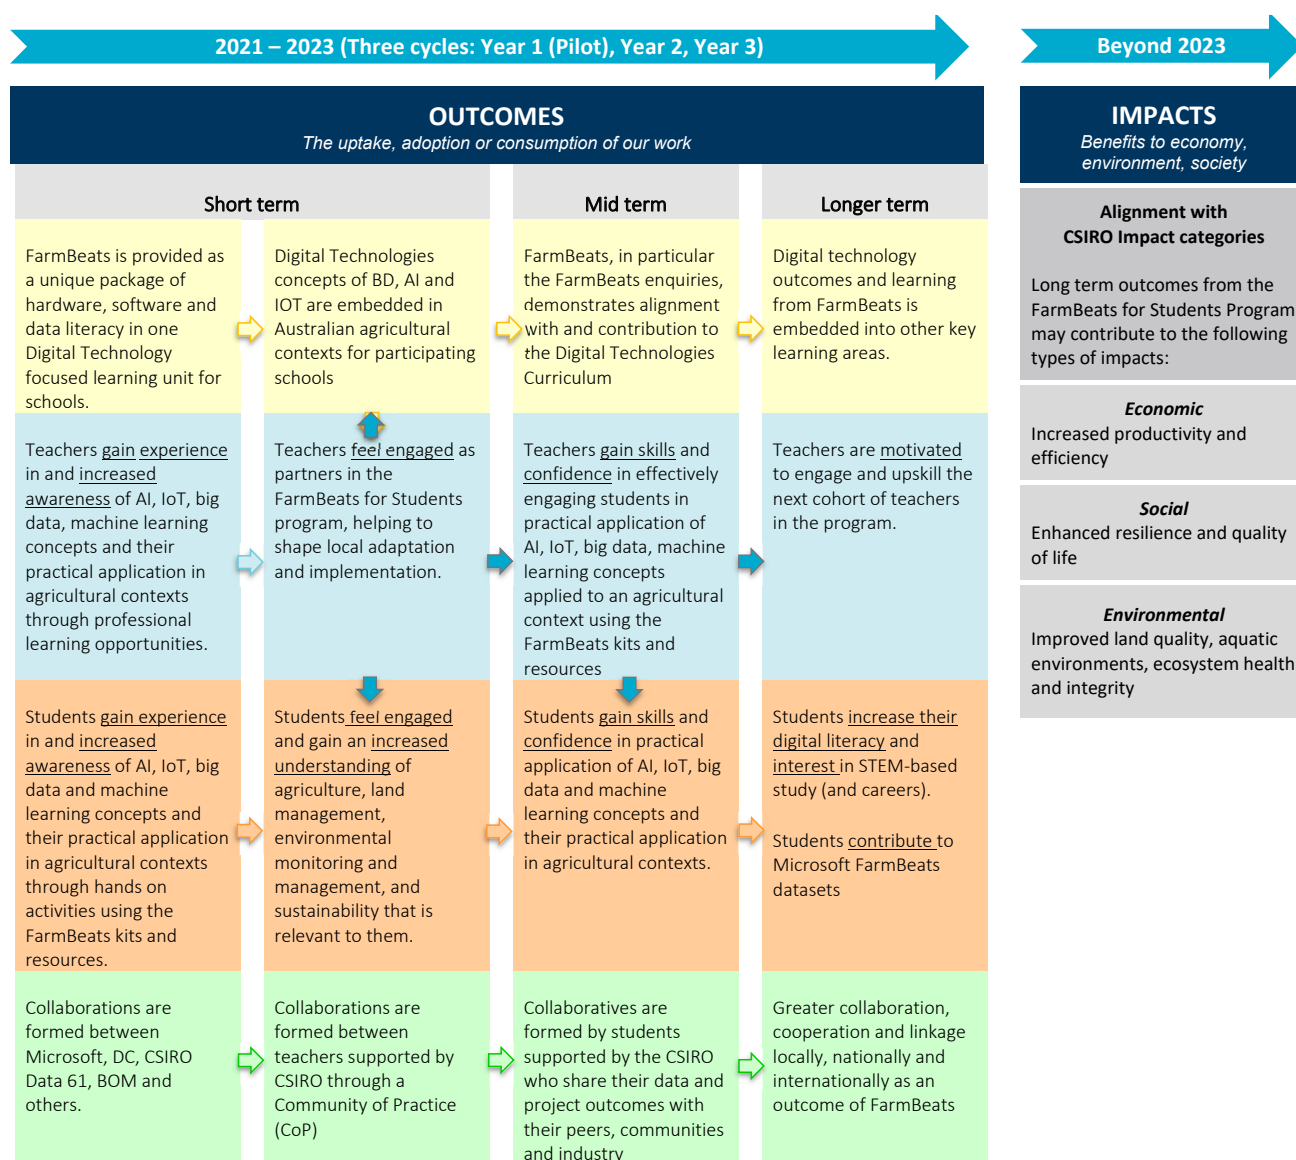 2021 – 2023 (Three cycles: Year 1 (Pilot), Year 2, Year 3)
Beyond 2023
OUTCOMES
The uptake, adoption or consumption of our work
IMPACTS
Benefits to economy,
environment, society
Short term
Mid term
Longer term
FarmBeats is provided as
a unique package of
hardware, software and
data literacy in one
Digital Technology
focused learning unit for
schools.
Digital Technologies
concepts of BD, AI and
IOT are embedded in
Australian agricultural
contexts for participating
schools
FarmBeats, in particular
the FarmBeats enquiries,
demonstrates alignment
with and contribution to
the Digital Technologies
Curriculum
Digital technology
outcomes and learning
from FarmBeats is
embedded into other key
learning areas.
Teachers gain experience
in and increased
awareness of AI, IoT, big
data, machine learning
concepts and their
practical application in
agricultural contexts
through professional
learning opportunities.
Teachers feel engaged as
partners in the
FarmBeats for Students
program, helping to
shape local adaptation
and implementation.
Teachers gain skills and
confidence in effectively
engaging students in
practical application of
AI, IoT, big data, machine
learning concepts
applied to an agricultural
context using the
FarmBeats kits and
resources
Teachers are motivated
to engage and upskill the
next cohort of teachers
in the program.
Students gain experience
in and increased
awareness of AI, IoT, big
data and machine
learning concepts and
their practical application
in agricultural contexts
through hands on
activities using the
FarmBeats kits and
resources.
Students feel engaged
and gain an increased
understanding of
agriculture, land
management,
environmental
monitoring and
management, and
sustainability that is
relevant to them.
Students gain skills and
confidence in practical
application of AI, IoT, big
data and machine
learning concepts and
their practical application
in agricultural contexts.
Students increase their
digital literacy and
interest in STEM-based
study (and careers).
Students contribute to
Microsoft FarmBeats
datasets
Collaborations are
formed between
Microsoft, DC, CSIRO
Data 61, BOM and
others.
Collaborations are
formed between
teachers supported by
CSIRO through a
Community of Practice
(CoP)
Collaboratives are
formed by students
supported by the CSIRO
who share their data and
project outcomes with
their peers, communities
and industry
Greater collaboration,
cooperation and linkage
locally, nationally and
internationally as an
outcome of FarmBeats
Alignment with
CSIRO Impact categories
Long term outcomes from the
FarmBeats for Students Program
may contribute to the following
types of impacts:
Economic
Increased productivity and
efficiency
Social
Enhanced resilience and quality
of life
Environmental
Improved land quality, aquatic
environments, ecosystem health
and integrity